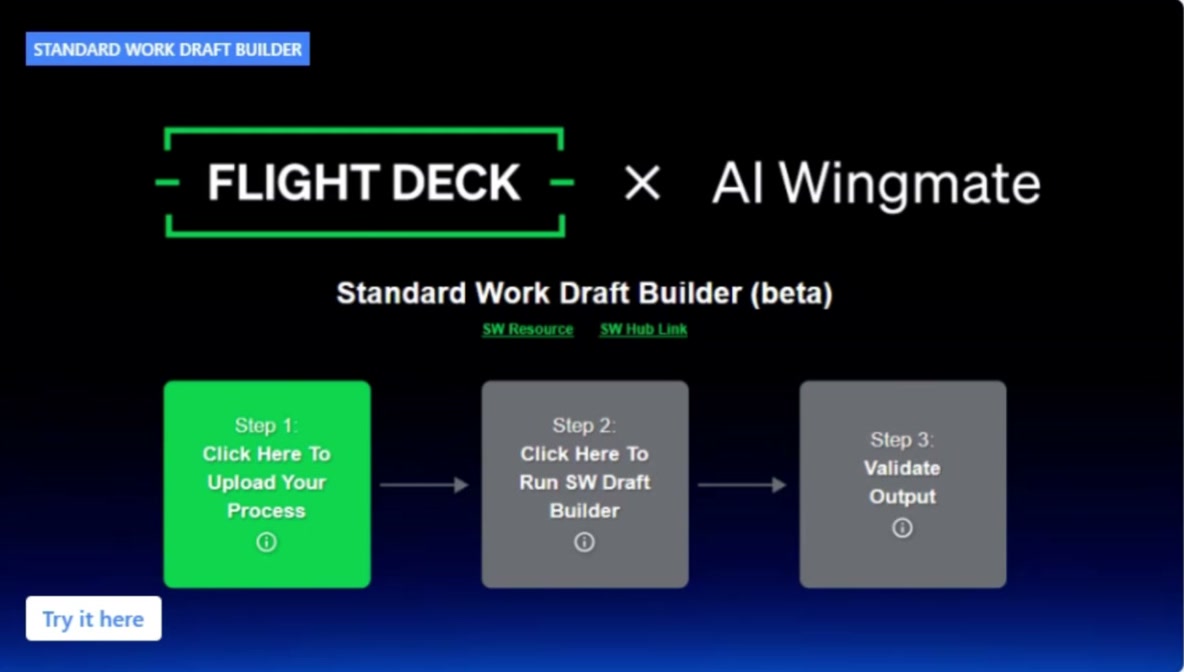 STANDARD WORK DRAFT BUILDER
FLIGHT DECK × AI Wingmate
Standard Work Draft Builder (beta)
SW Resource SW Hub Link
Step 1:
Click Here To
Upload Your
Process
Step 2:
Click Here To
Run SW Draft
Builder
Step 3:
Validate
Output
Try it here